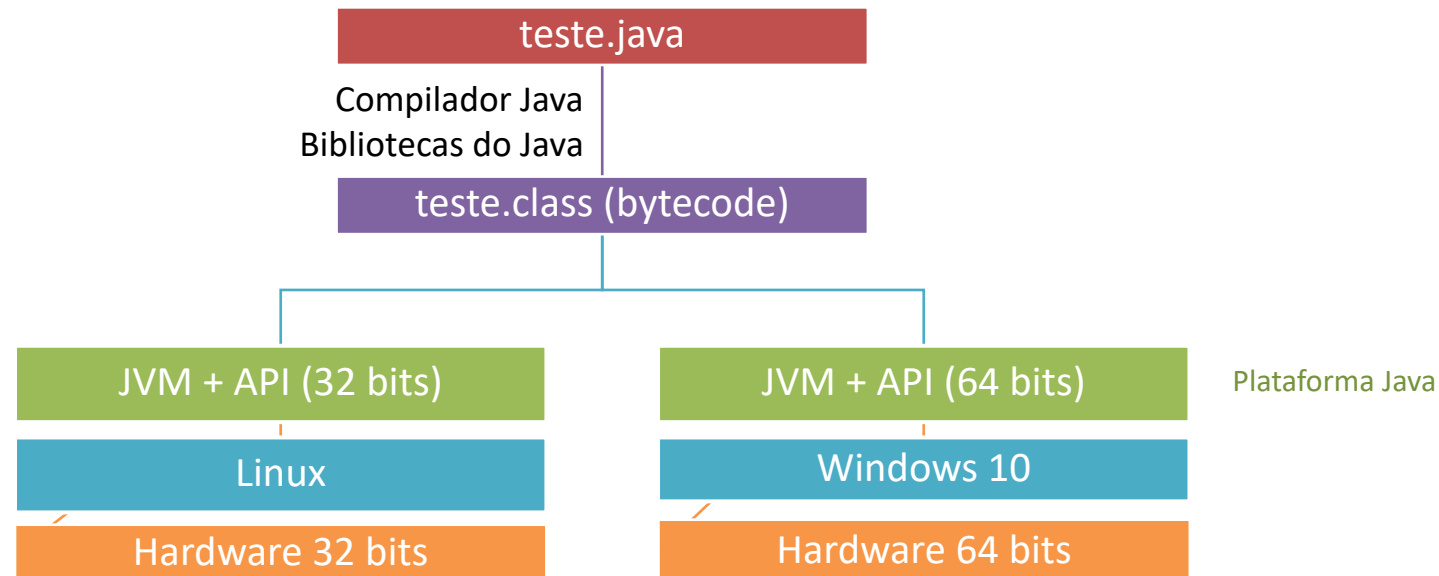 teste.java
Compilador Java
Bibliotecas do Java
teste.class (bytecode)
JVM + API (32 bits)
JVM + API (64 bits)
Plataforma Java
Linux
Windows 10
Hardware 32 bits
Hardware 64 bits